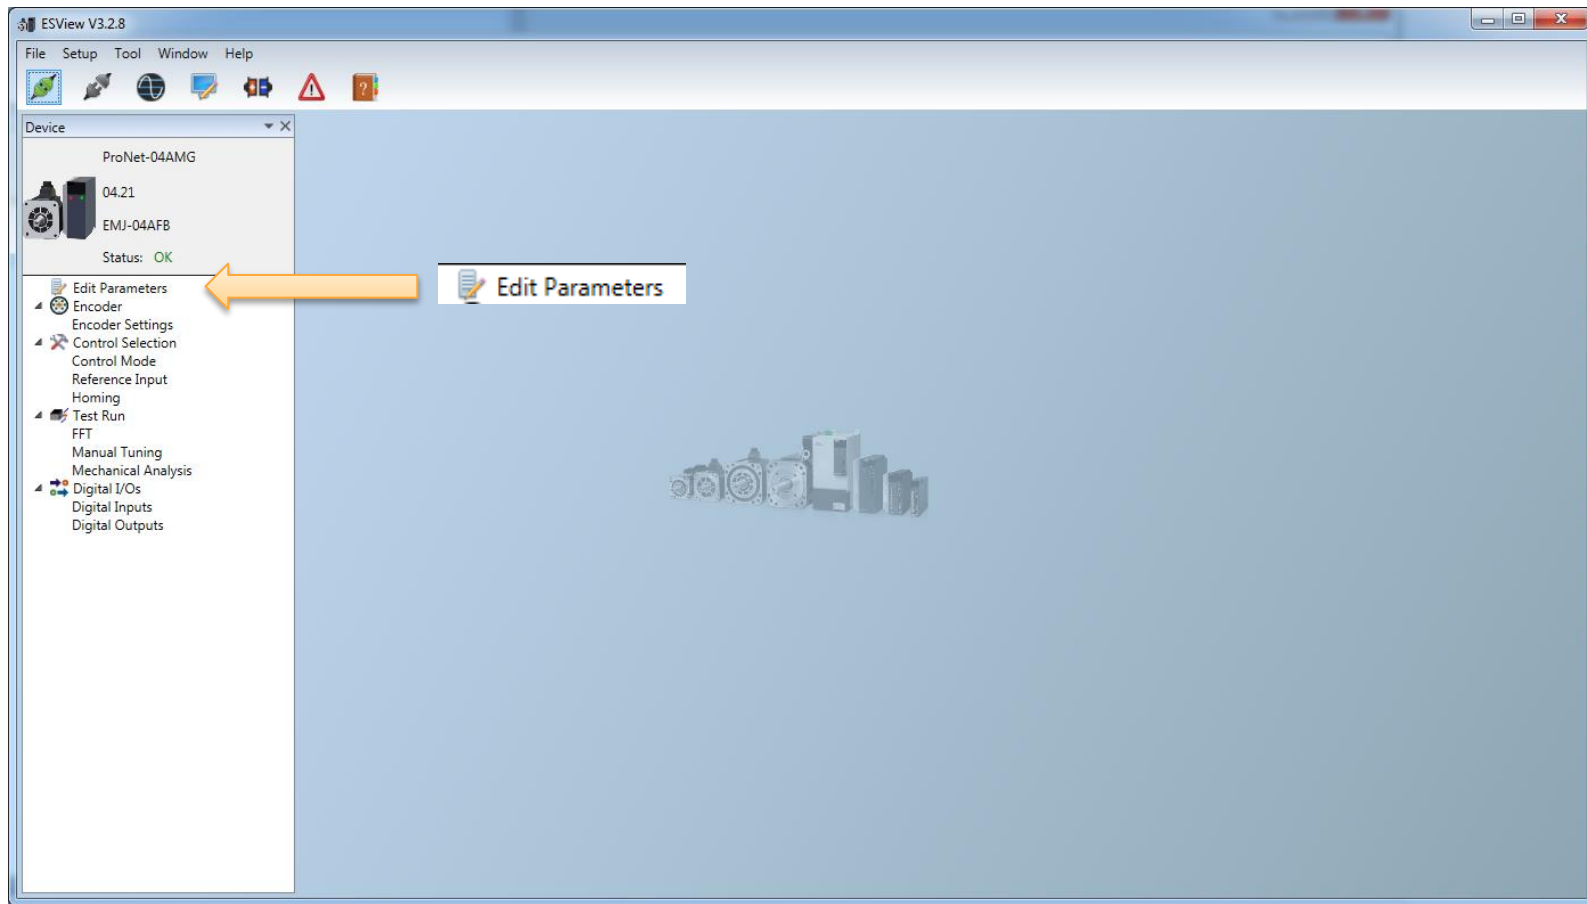 ESView V3.2.8
File Setup Tool Window Help
Device
ProNet-04AMG
04.21
EMJ-04AFB
Status: OK
Edit Parameters
Edit Parameters
Encoder
Encoder Settings
Control Selection
Control Mode
Reference Input
Homing
Test Run
FFT
Manual Tuning
Mechanical Analysis
Digital I/Os
Digital Inputs
Digital Outputs